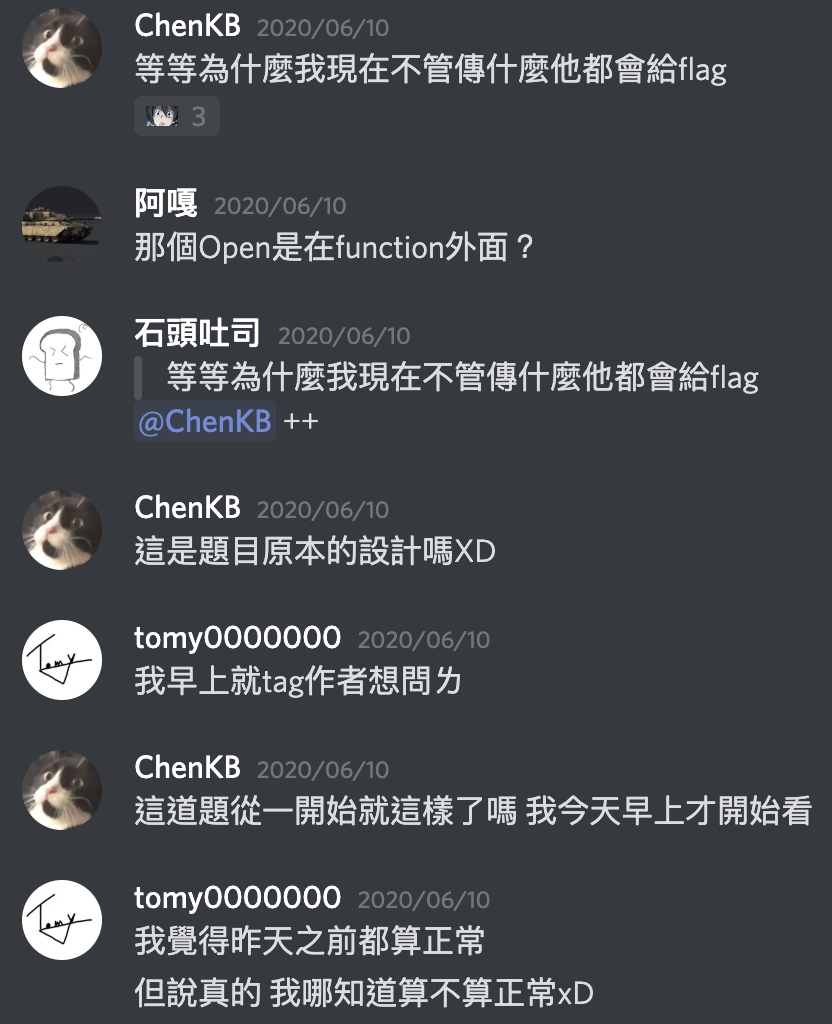 ChenKB 2020/06/10
等等為什麼我現在不管傳什麼他都會給flag
3
阿嘎 2020/06/10
那個Open是在function外面？
石頭吐司 2020/06/10
等等為什麼我現在不管傳什麼他都會給flag
@ChenKB ++
ChenKB 2020/06/10
這是題目原本的設計嗎XD
tomy0000000 2020/06/10
我早上就tag作者想問ㄌ
ChenKB 2020/06/10
這道題從一開始就這樣了嗎 我今天早上才開始看
tomy0000000 2020/06/10
我覺得昨天之前都算正常
但說真的 我哪知道算不算正常xD
Tomy
Tomy